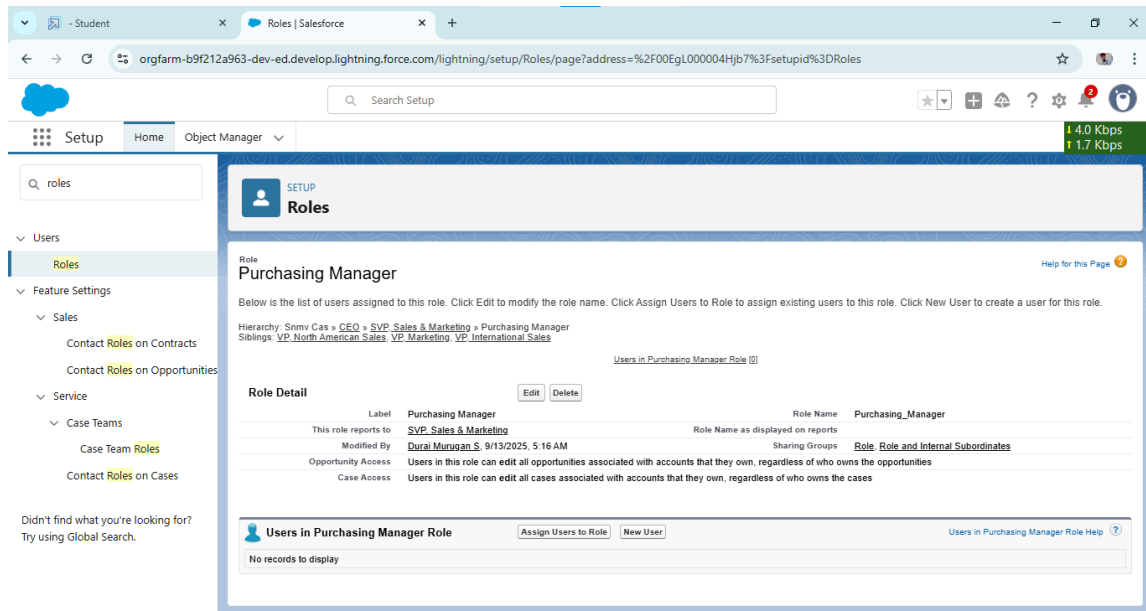 - Student
Roles | Salesforce
orgfarm-b9f212a963-dev-ed.develop.lightning.force.com/lightning/setup/Roles/page?address=%2F00EgL000004Hjb7%3Fsetupid%3DRoles
Search Setup
2
Setup Home Object Manager
4.0 Kbps
1.7 Kbps
roles
Users
Roles
Feature Settings
Sales
Contact Roles on Contracts
Contact Roles on Opportunities
Service
Case Teams
Case Team Roles
Contact Roles on Cases
Didn't find what you're looking for?
Try using Global Search.
SETUP
Roles
Role
Purchasing Manager
Help for this Page ?
Below is the list of users assigned to this role. Click Edit to modify the role name. Click Assign Users to Role to assign existing users to this role. Click New User to create a user for this role.
Hierarchy: Snmv Cas » CEO » SVP, Sales & Marketing » Purchasing Manager
Siblings: VP, North American Sales, VP, Marketing, VP, International Sales
Users in Purchasing Manager Role [0]
Role Detail Edit Delete
Label Purchasing Manager Role Name Purchasing_Manager
This role reports to SVP, Sales & Marketing Role Name as displayed on reports
Modified By Durai Murugan S, 9/13/2025, 5:16 AM Sharing Groups Role, Role and Internal Subordinates
Opportunity Access Users in this role can edit all opportunities associated with accounts that they own, regardless of who owns the opportunities
Case Access Users in this role can edit all cases associated with accounts that they own, regardless of who owns the cases
Users in Purchasing Manager Role Assign Users to Role New User Users in Purchasing Manager Role Help ?
No records to display